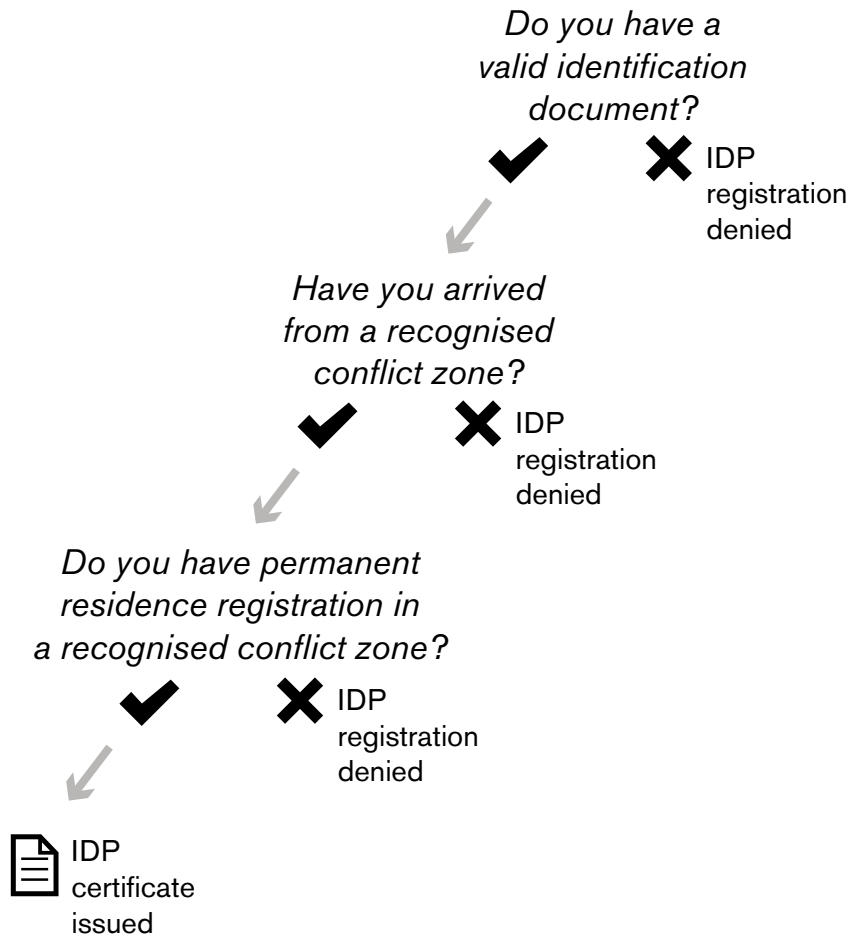 Do you have a
valid identification
document?
IDP
registration
denied
Have you arrived
from a recognised
conflict zone?
IDP
registration
denied
Do you have permanent
residence registration in
a recognised conflict zone?
IDP
registration
denied
IDP
certificate
issued